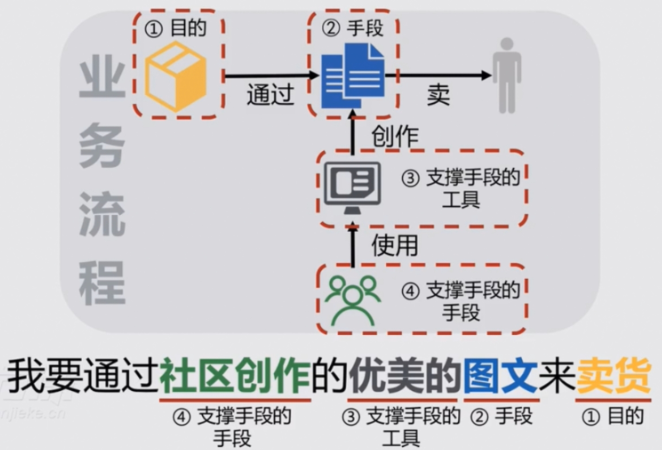 ① 目的
② 手段
业务流程
通过
卖
创作
③ 支撑手段的
工具
使用
④ 支撑手段的
手段
我要通过社区创作的优美的图文来卖货
④ 支撑手段的
手段
③ 支撑手段的
工具
② 手段
① 目的
njieke.cn